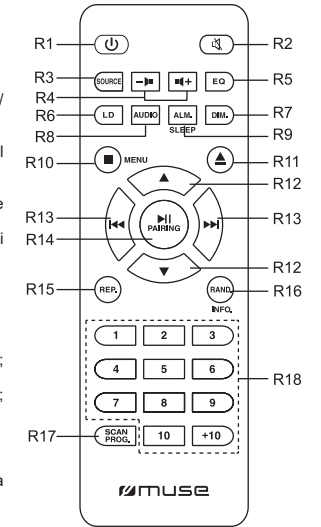 R1
R2
R3 SOURCE EQ R5
R4
/
R6 LD AUDIO ALM. DIM. R7
R8 SLEEP R9
l
R10 MENU R11
R12
e
R13 R13
i
R14 PAIRING
R12
R15 REP. RAND. R16
INFO.
1 2 3
;
4 5 6
R18
;
7 8 9
R17 SCAN PROG. 10 +10
a
muse